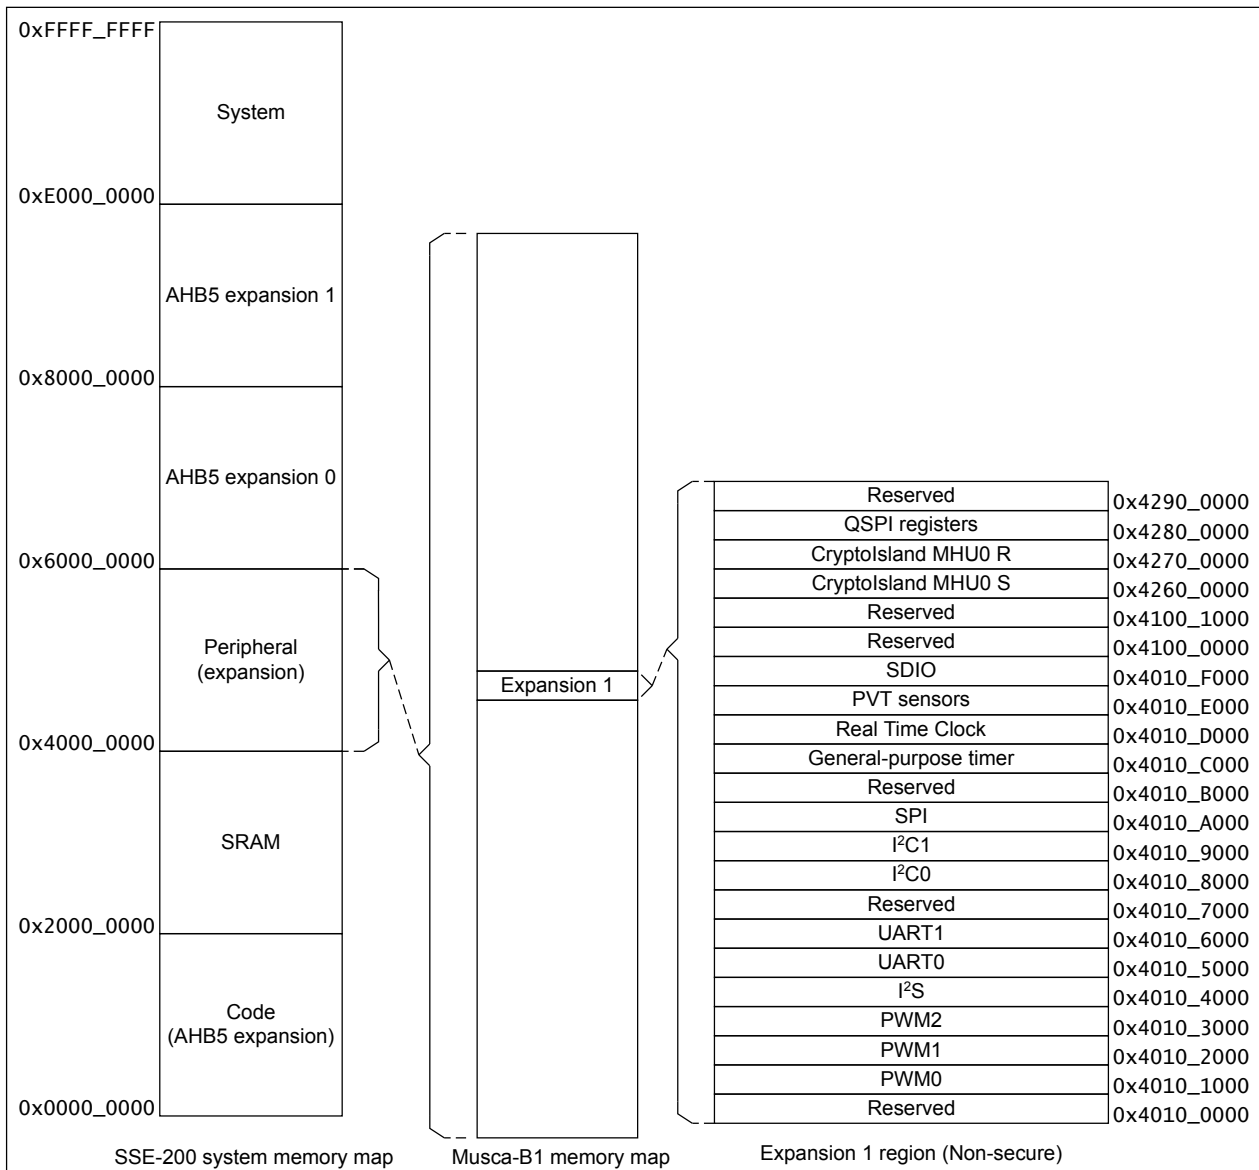 0xFFFF_FFFF
System
0xE000_0000
AHB5 expansion 1
0x8000_0000
AHB5 expansion 0
0x6000_0000
Peripheral
(expansion)
0x4000_0000
SRAM
0x2000_0000
Code
(AHB5 expansion)
0x0000_0000
SSE-200 system memory map
Expansion 1
Musca-B1 memory map
Reserved 0x4290_0000
QSPI registers 0x4280_0000
CryptoIsland MHU0 R 0x4270_0000
CryptoIsland MHU0 S 0x4260_0000
Reserved 0x4100_1000
Reserved 0x4100_0000
SDIO 0x4010_F000
PVT sensors 0x4010_E000
Real Time Clock 0x4010_D000
General-purpose timer 0x4010_C000
Reserved 0x4010_B000
SPI 0x4010_A000
I²C1 0x4010_9000
I²C0 0x4010_8000
Reserved 0x4010_7000
UART1 0x4010_6000
UART0 0x4010_5000
I²S 0x4010_4000
PWM2 0x4010_3000
PWM1 0x4010_2000
PWM0 0x4010_1000
Reserved 0x4010_0000
Expansion 1 region (Non-secure)